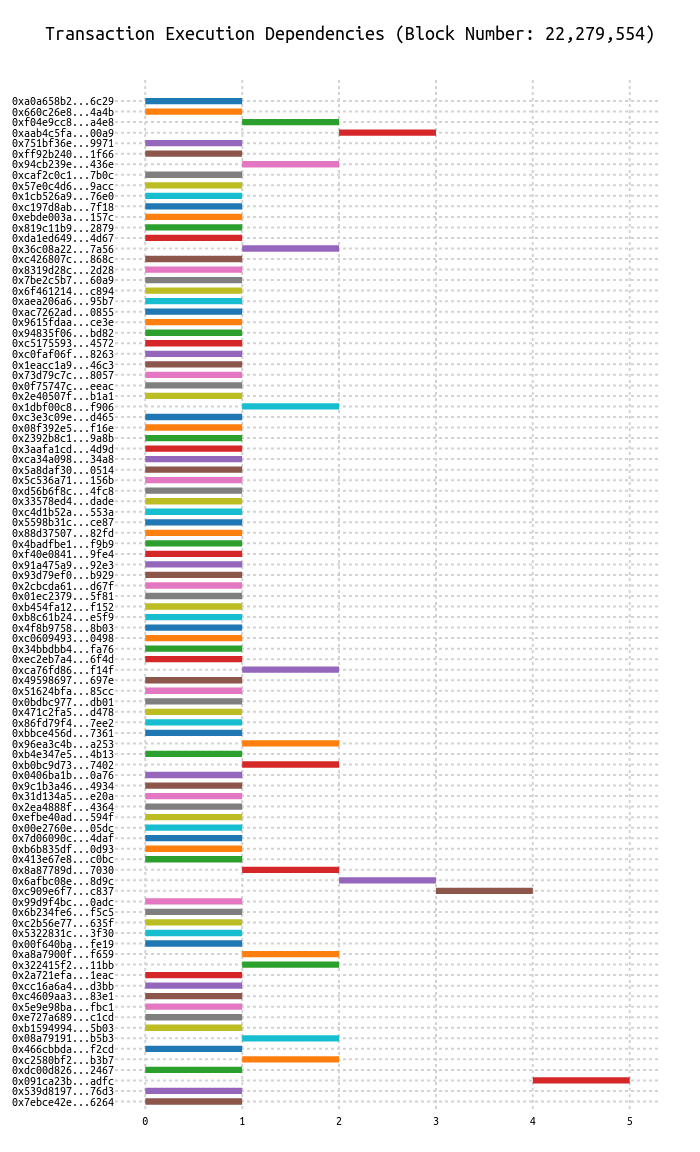 Transaction Execution Dependencies (Block Number: 22,279,554)
0xa0a658b2...6c29
0x660c26e8...4a4b
0xf04e9cc8...a4e8
0xaab4c5fa...00a9
0x751bf36e...9971
0xff92b240...1f66
0x94cb239e...436e
0xcaf2c0c1...7b0c
0x57e0c4d6...9acc
0x1cb526a9...76e0
0xc197d8ab...7f18
0xebde003a...157c
0x819c11b9...2879
0xda1ed649...4d67
0x36c08a22...7a56
0xc426807c...868c
0x8319d28c...2d28
0x7be2c5b7...60a9
0x6f461214...c894
0xaea206a6...95b7
0xac7262ad...0855
0x9615fdaa...ce3e
0x94835f06...bd82
0xc5175593...4572
0xc0faf06f...8263
0x1eacc1a9...46c3
0x73d79c7c...8057
0x0f75747c...eeac
0x2e40507f...b1a1
0x1dbf00c8...f906
0xc3e3c09e...d465
0x08f392e5...f16e
0x2392b8c1...9a8b
0x3aafa1cd...4d9d
0xca34a098...34a8
0x5a8daf30...0514
0x5c536a71...156b
0xd56b6f8c...4fc8
0x33578ed4...dade
0xc4d1b52a...553a
0x5598b31c...ce87
0x88d37507...82fd
0x4badfbe1...f9b9
0xf40e0841...9fe4
0x91a475a9...92e3
0x93d79ef0...b929
0x2cbcda61...d67f
0x01ec2379...5f81
0xb454fa12...f152
0xb8c61b24...e5f9
0x4f8b9758...8b03
0xc0609493...0498
0x34bbdbb4...fa76
0xec2eb7a4...6f4d
0xca76fd86...f14f
0x49598697...697e
0x51624bfa...85cc
0x0bdbc977...db01
0x471c2fa5...d478
0x86fd79f4...7ee2
0xbbce456d...7361
0x96ea3c4b...a253
0xb4e347e5...4b13
0xb0bc9d73...7402
0x0406ba1b...0a76
0x9c1b3a46...4934
0x31d134a5...e20a
0x2ea4888f...4364
0xefbe40ad...594f
0x00e2760e...05dc
0x7d06090c...4daf
0xb6b835df...0d93
0x413e67e8...c0bc
0x8a87789d...7030
0x6afbc08e...8d9c
0xc909e6f7...c837
0x99d9f4bc...0adc
0x6b234fe6...f5c5
0xc2b56e77...635f
0x5322831c...3f30
0x00f640ba...fe19
0xa8a7900f...f659
0x322415f2...11bb
0x2a721efa...1eac
0xcc16a6a4...d3bb
0xc4609aa3...83e1
0x5e9e98ba...fbc1
0xe727a689...c1cd
0xb1594994...5b03
0x08a79191...b5b3
0x466cbbda...f2cd
0xc2580bf2...b3b7
0xdc00d826...2467
0x091ca23b...adfc
0x539d8197...76d3
0x7ebce42e...6264
0 1 2 3 4 5